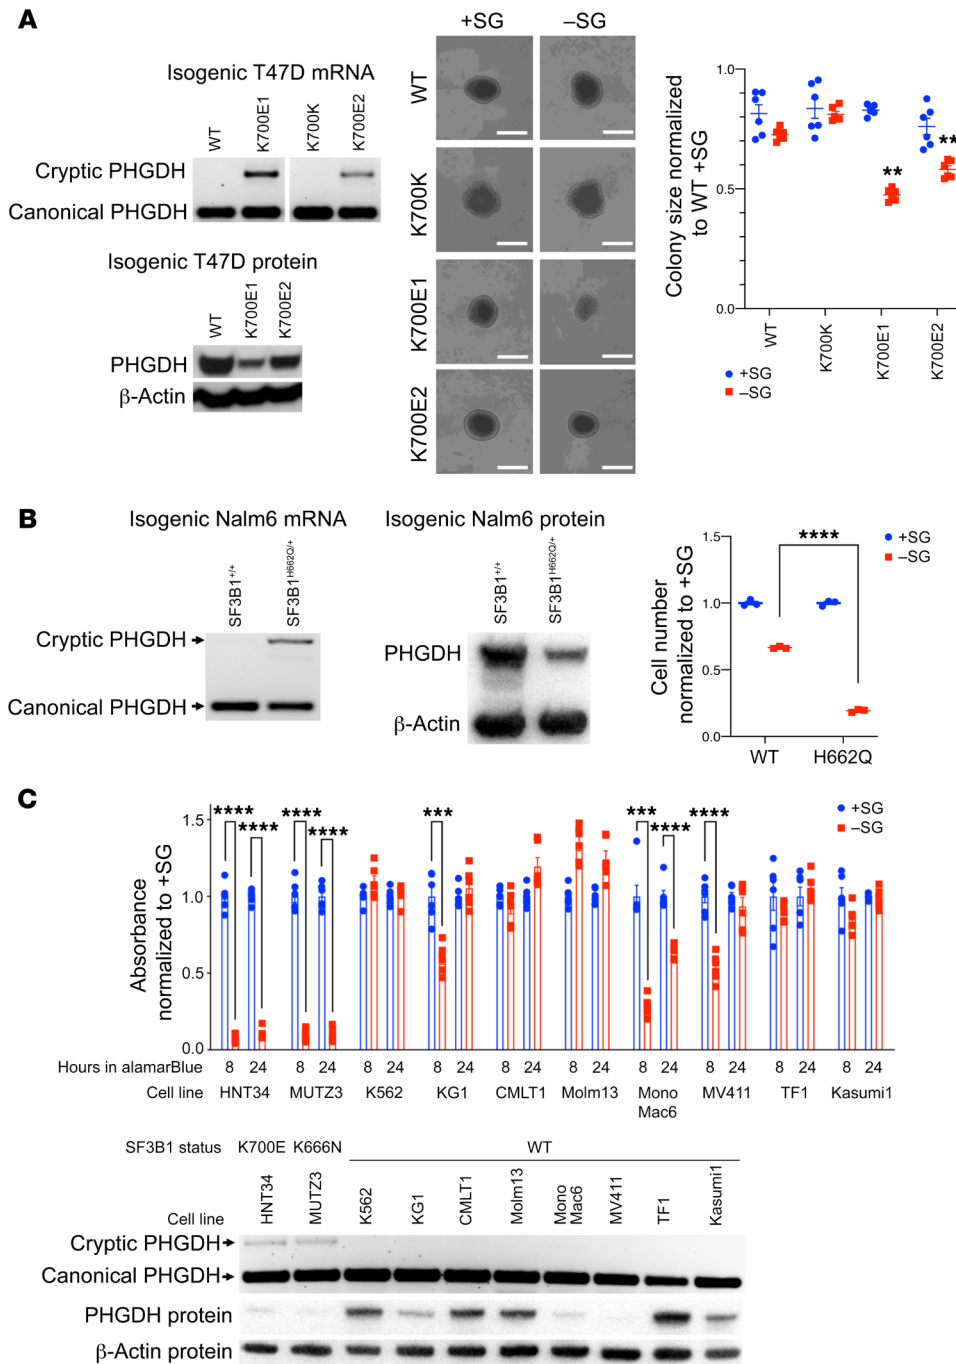 A
+SG
–SG
Isogenic T47D mRNA
WT
K700E1
K700K
K700E2
Cryptic PHGDH
Canonical PHGDH
Isogenic T47D protein
WT
K700E1
K700E2
PHGDH
β-Actin
WT
K700K
K700E1
K700E2
Colony size normalized
to WT +SG
1.0
0.5
0.0
**
**
WT
K700K
K700E1
K700E2
+SG
–SG
B
Isogenic Nalm6 mRNA
SF3B1+/+
SF3B1H662Q/+
Cryptic PHGDH
Canonical PHGDH
Isogenic Nalm6 protein
SF3B1+/+
SF3B1H662Q/+
PHGDH
β-Actin
Cell number
normalized to +SG
1.5
1.0
0.5
0.0
****
WT
H662Q
+SG
–SG
C
Absorbance
normalized to +SG
1.5
1.0
0.5
0.0
**** **** **** **** *** *** **** ****
+SG
–SG
Hours in alamarBlue 8 24 8 24 8 24 8 24 8 24 8 24 8 24 8 24 8 24 8 24
Cell line HNT34 MUTZ3 K562 KG1 CMLT1 Molm13 Mono Mac6 MV411 TF1 Kasumi1
SF3B1 status K700E K666N WT
Cell line HNT34 MUTZ3 K562 KG1 CMLT1 Molm13 Mono Mac6 MV411 TF1 Kasumi1
Cryptic PHGDH
Canonical PHGDH
PHGDH protein
β-Actin protein